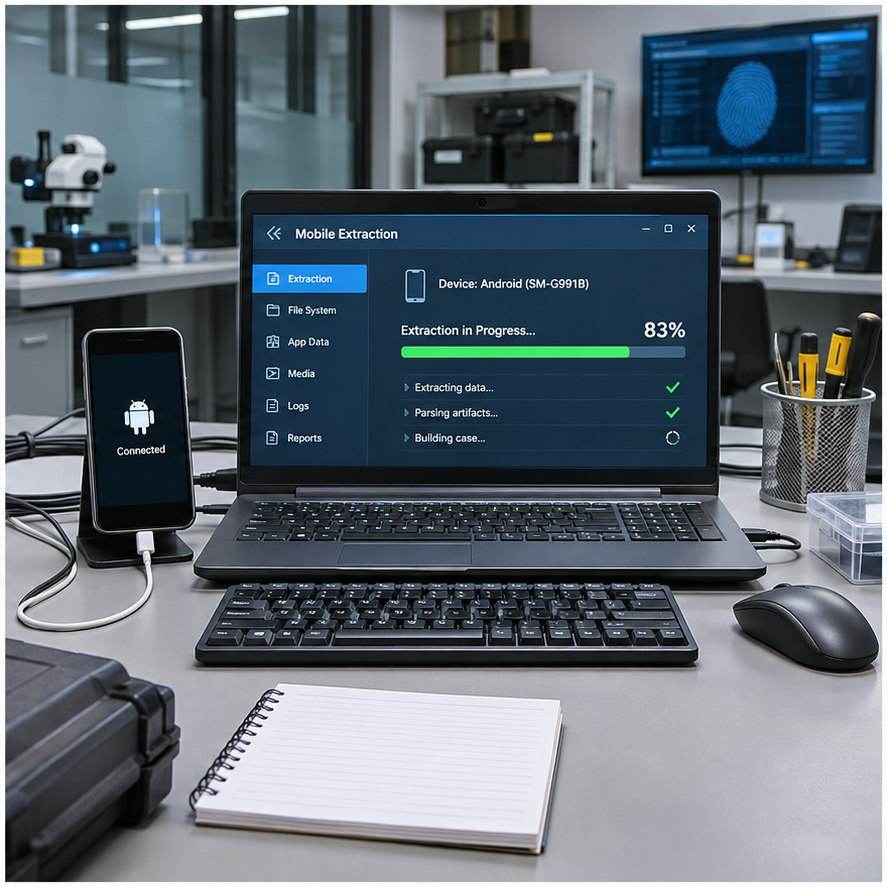 Mobile Extraction
Extraction
File System
App Data
Media
Logs
Reports
Device: Android (SM-G991B)
Extraction in Progress...
83%
Extracting data...
Parsing artifacts...
Building case...
Connected